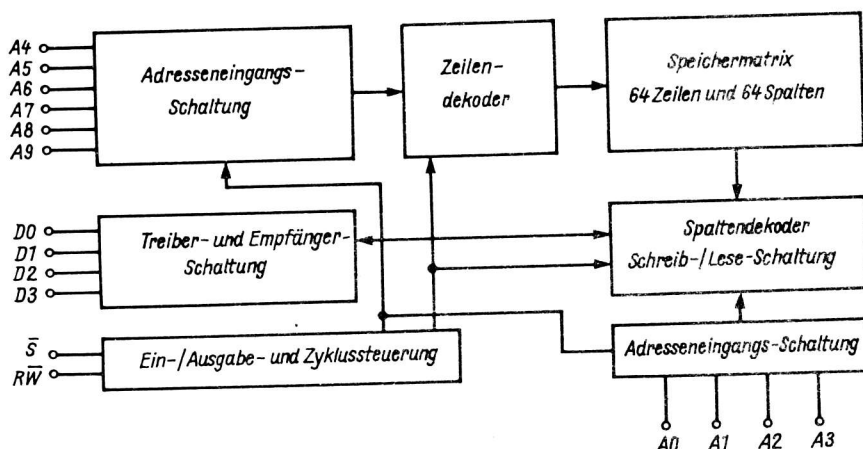 A4
A5
A6
A7
A8
A9
Adresseneingangs-
Schaltung
Zeilen-
dekoder
Speichermatrix
64 Zeilen und 64 Spalten
D0
D1
D2
D3
Treiber- und Empfänger-
Schaltung
Spaltendekoder
Schreib-/Lese-Schaltung
S̅
RW̅
Ein-/Ausgabe- und Zyklussteuerung
Adresseneingangs-Schaltung
A0 A1 A2 A3